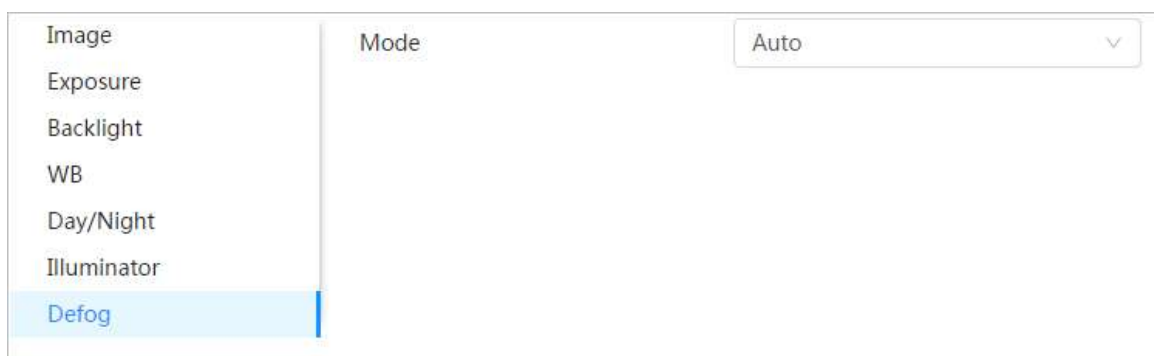 Image
Mode
Auto
Exposure
Backlight
WB
Day/Night
Illuminator
Defog